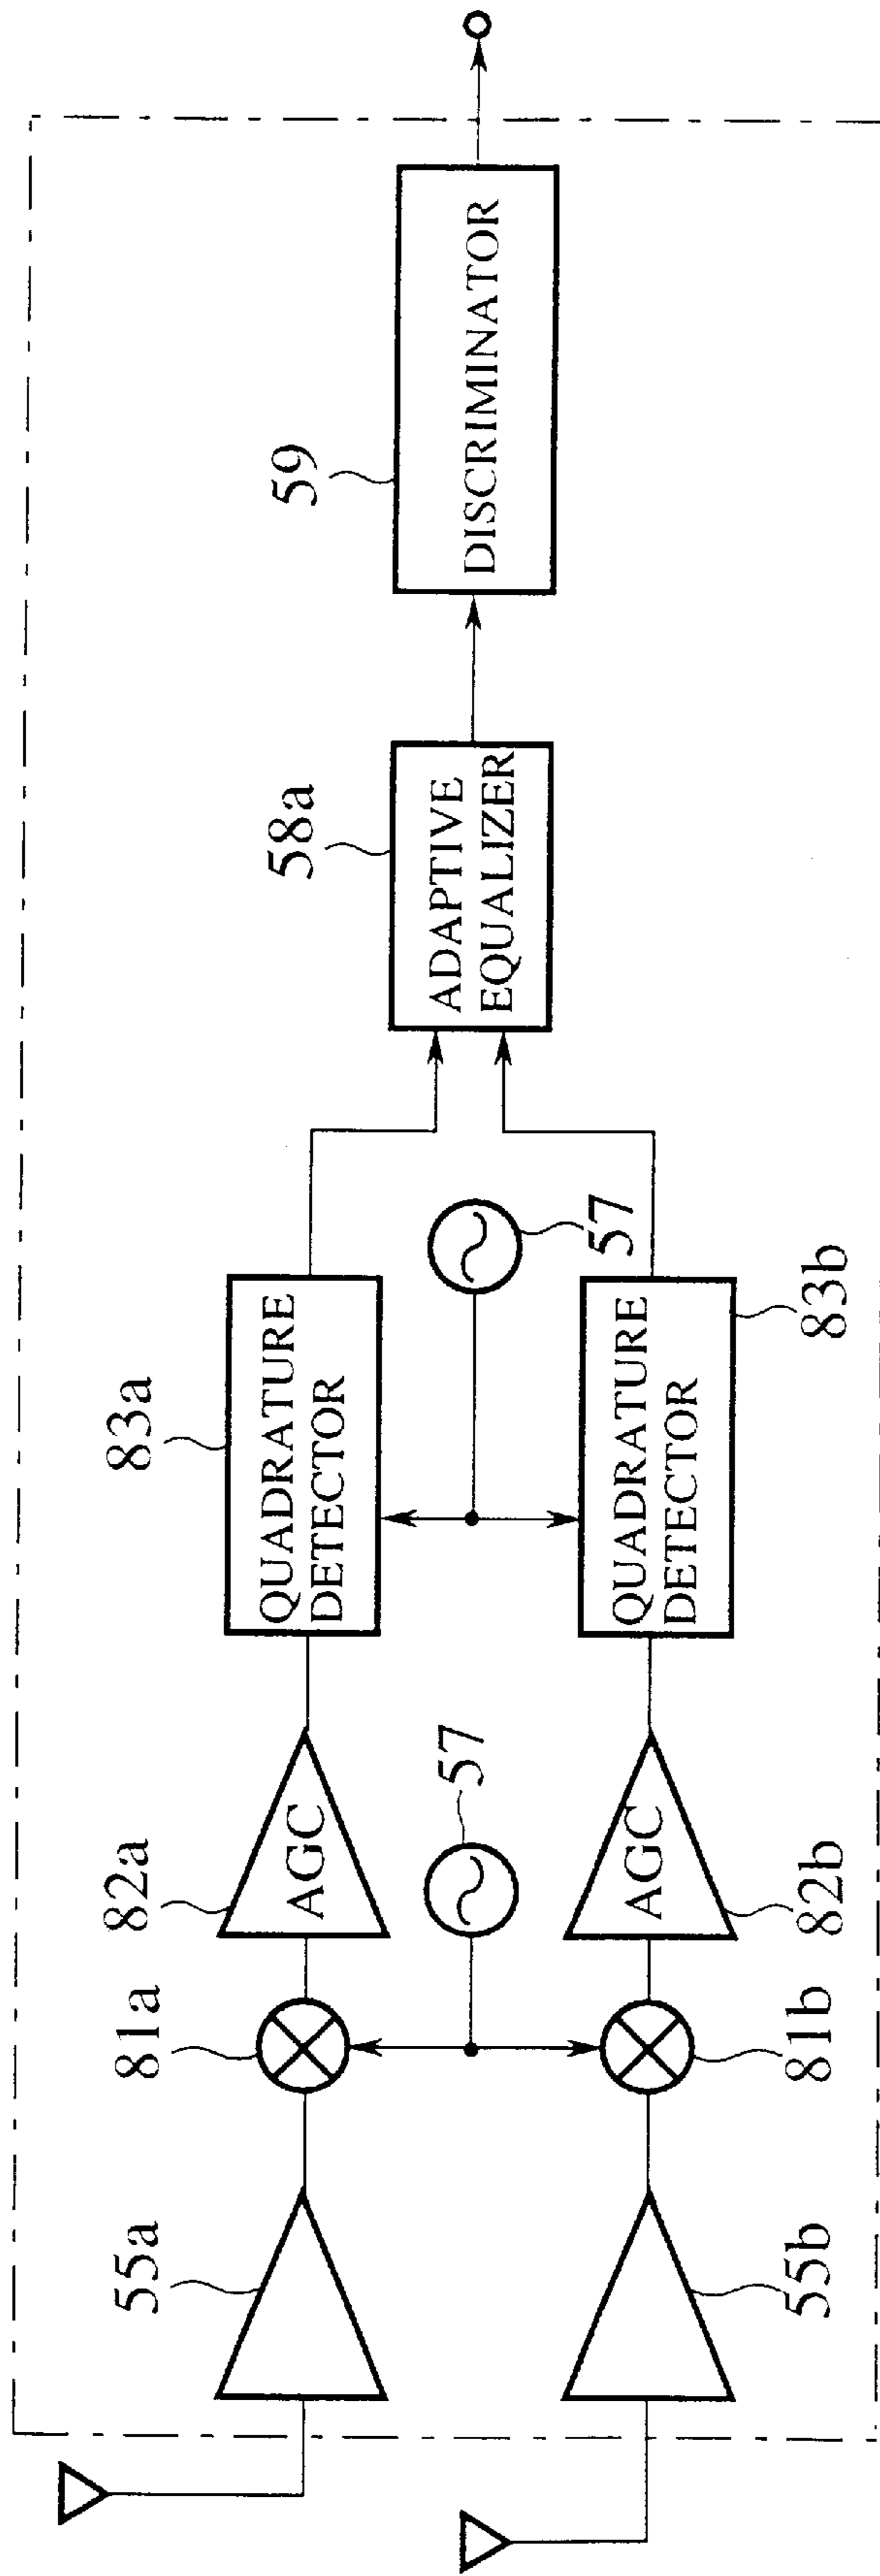 55a
81a
82a
AGC
83a
QUADRATURE
DETECTOR
57
57
58a
ADAPTIVE
EQUALIZER
59
DISCRIMINATOR
55b
81b
82b
AGC
83b
QUADRATURE
DETECTOR